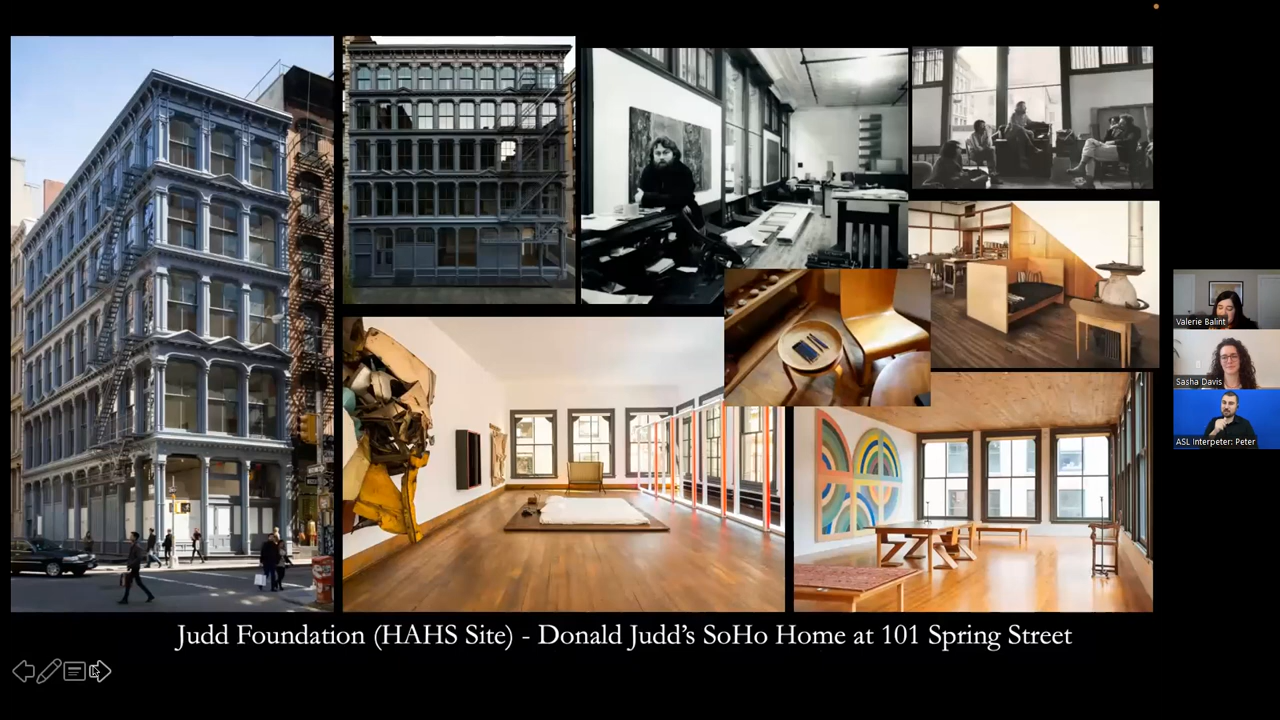 Valerie Balint
Sasha Davis
ASL Interpeter: Peter
Judd Foundation (HAHS Site) - Donald Judd's SoHo Home at 101 Spring Street